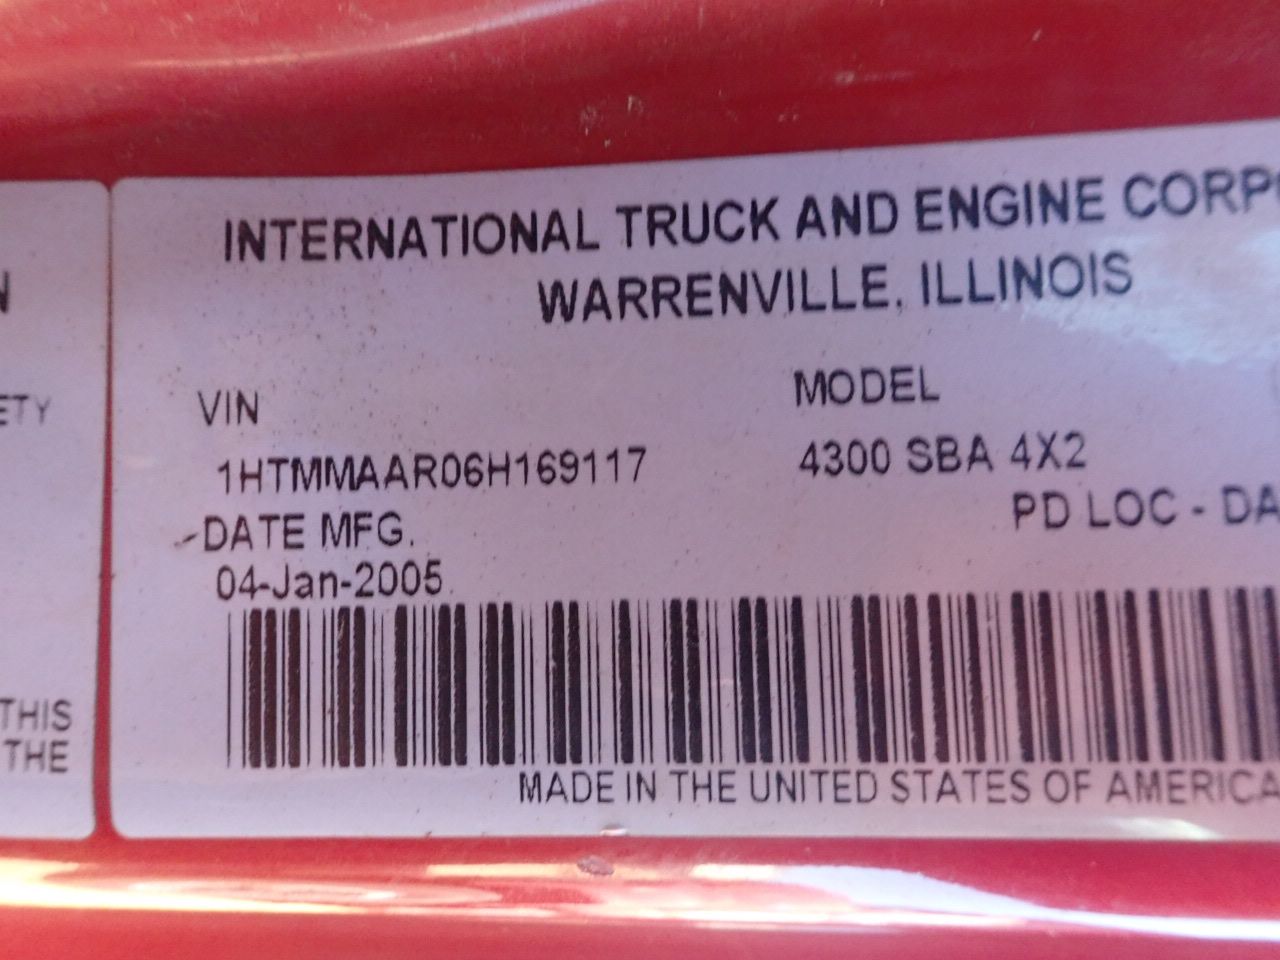 INTERNATIONAL TRUCK AND ENGINE
WARRENVILLE, ILLINOIS
VIN
MODEL
1HTMMAAR06H169117
4300 SBA 4X2
PD LOC - DA
DATE MFG.
04-Jan-2005
MADE IN THE UNITED STATES OF AMERICA
ETY
THIS
THE